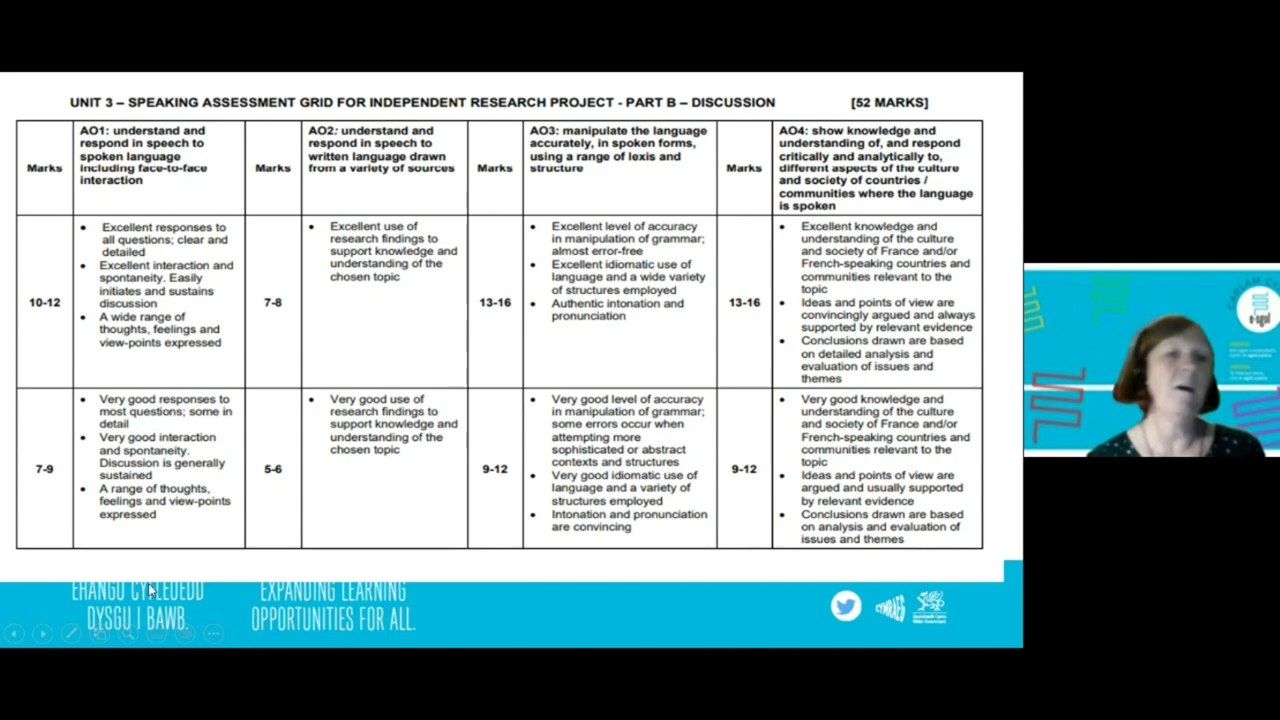 UNIT 3 – SPEAKING ASSESSMENT GRID FOR INDEPENDENT RESEARCH PROJECT - PART B – DISCUSSION [52 MARKS]
Marks
AO1: understand and
respond in speech to
spoken language
including face-to-face
interaction
Marks
AO2: understand and
respond in speech to
written language drawn
from a variety of sources
Marks
AO3: manipulate the language
accurately, in spoken forms,
using a range of lexis and
structure
Marks
AO4: show knowledge and
understanding of, and respond
critically and analytically to,
different aspects of the culture
and society of countries /
communities where the language
is spoken
10-12
• Excellent responses to
all questions; clear and
detailed
• Excellent interaction and
spontaneity. Easily
initiates and sustains
discussion
• A wide range of
thoughts, feelings and
view-points expressed
7-8
• Excellent use of
research findings to
support knowledge and
understanding of the
chosen topic
13-16
• Excellent level of accuracy
in manipulation of grammar;
almost error-free
• Excellent idiomatic use of
language and a wide variety
of structures employed
• Authentic intonation and
pronunciation
13-16
• Excellent knowledge and
understanding of the culture
and society of France and/or
French-speaking countries and
communities relevant to the
topic
• Ideas and points of view are
convincingly argued and always
supported by relevant evidence
• Conclusions drawn are based
on detailed analysis and
evaluation of issues and
themes
7-9
• Very good responses to
most questions; some in
detail
• Very good interaction
and spontaneity.
Discussion is generally
sustained
• A range of thoughts,
feelings and view-points
expressed
5-6
• Very good use of
research findings to
support knowledge and
understanding of the
chosen topic
9-12
• Very good level of accuracy
in manipulation of grammar;
some errors occur when
attempting more
sophisticated or abstract
contexts and structures
• Very good idiomatic use of
language and a variety of
structures employed
• Intonation and pronunciation
are convincing
9-12
• Very good knowledge and
understanding of the culture
and society of France and/or
French-speaking countries and
communities relevant to the
topic
• Ideas and points of view are
argued and usually supported
by relevant evidence
• Conclusions drawn are based
on analysis and evaluation of
issues and themes
EHANGU CYFLEOEDD
DYSGU I BAWB.
EXPANDING LEARNING
OPPORTUNITIES FOR ALL.
CYMRAEG
e-sgol